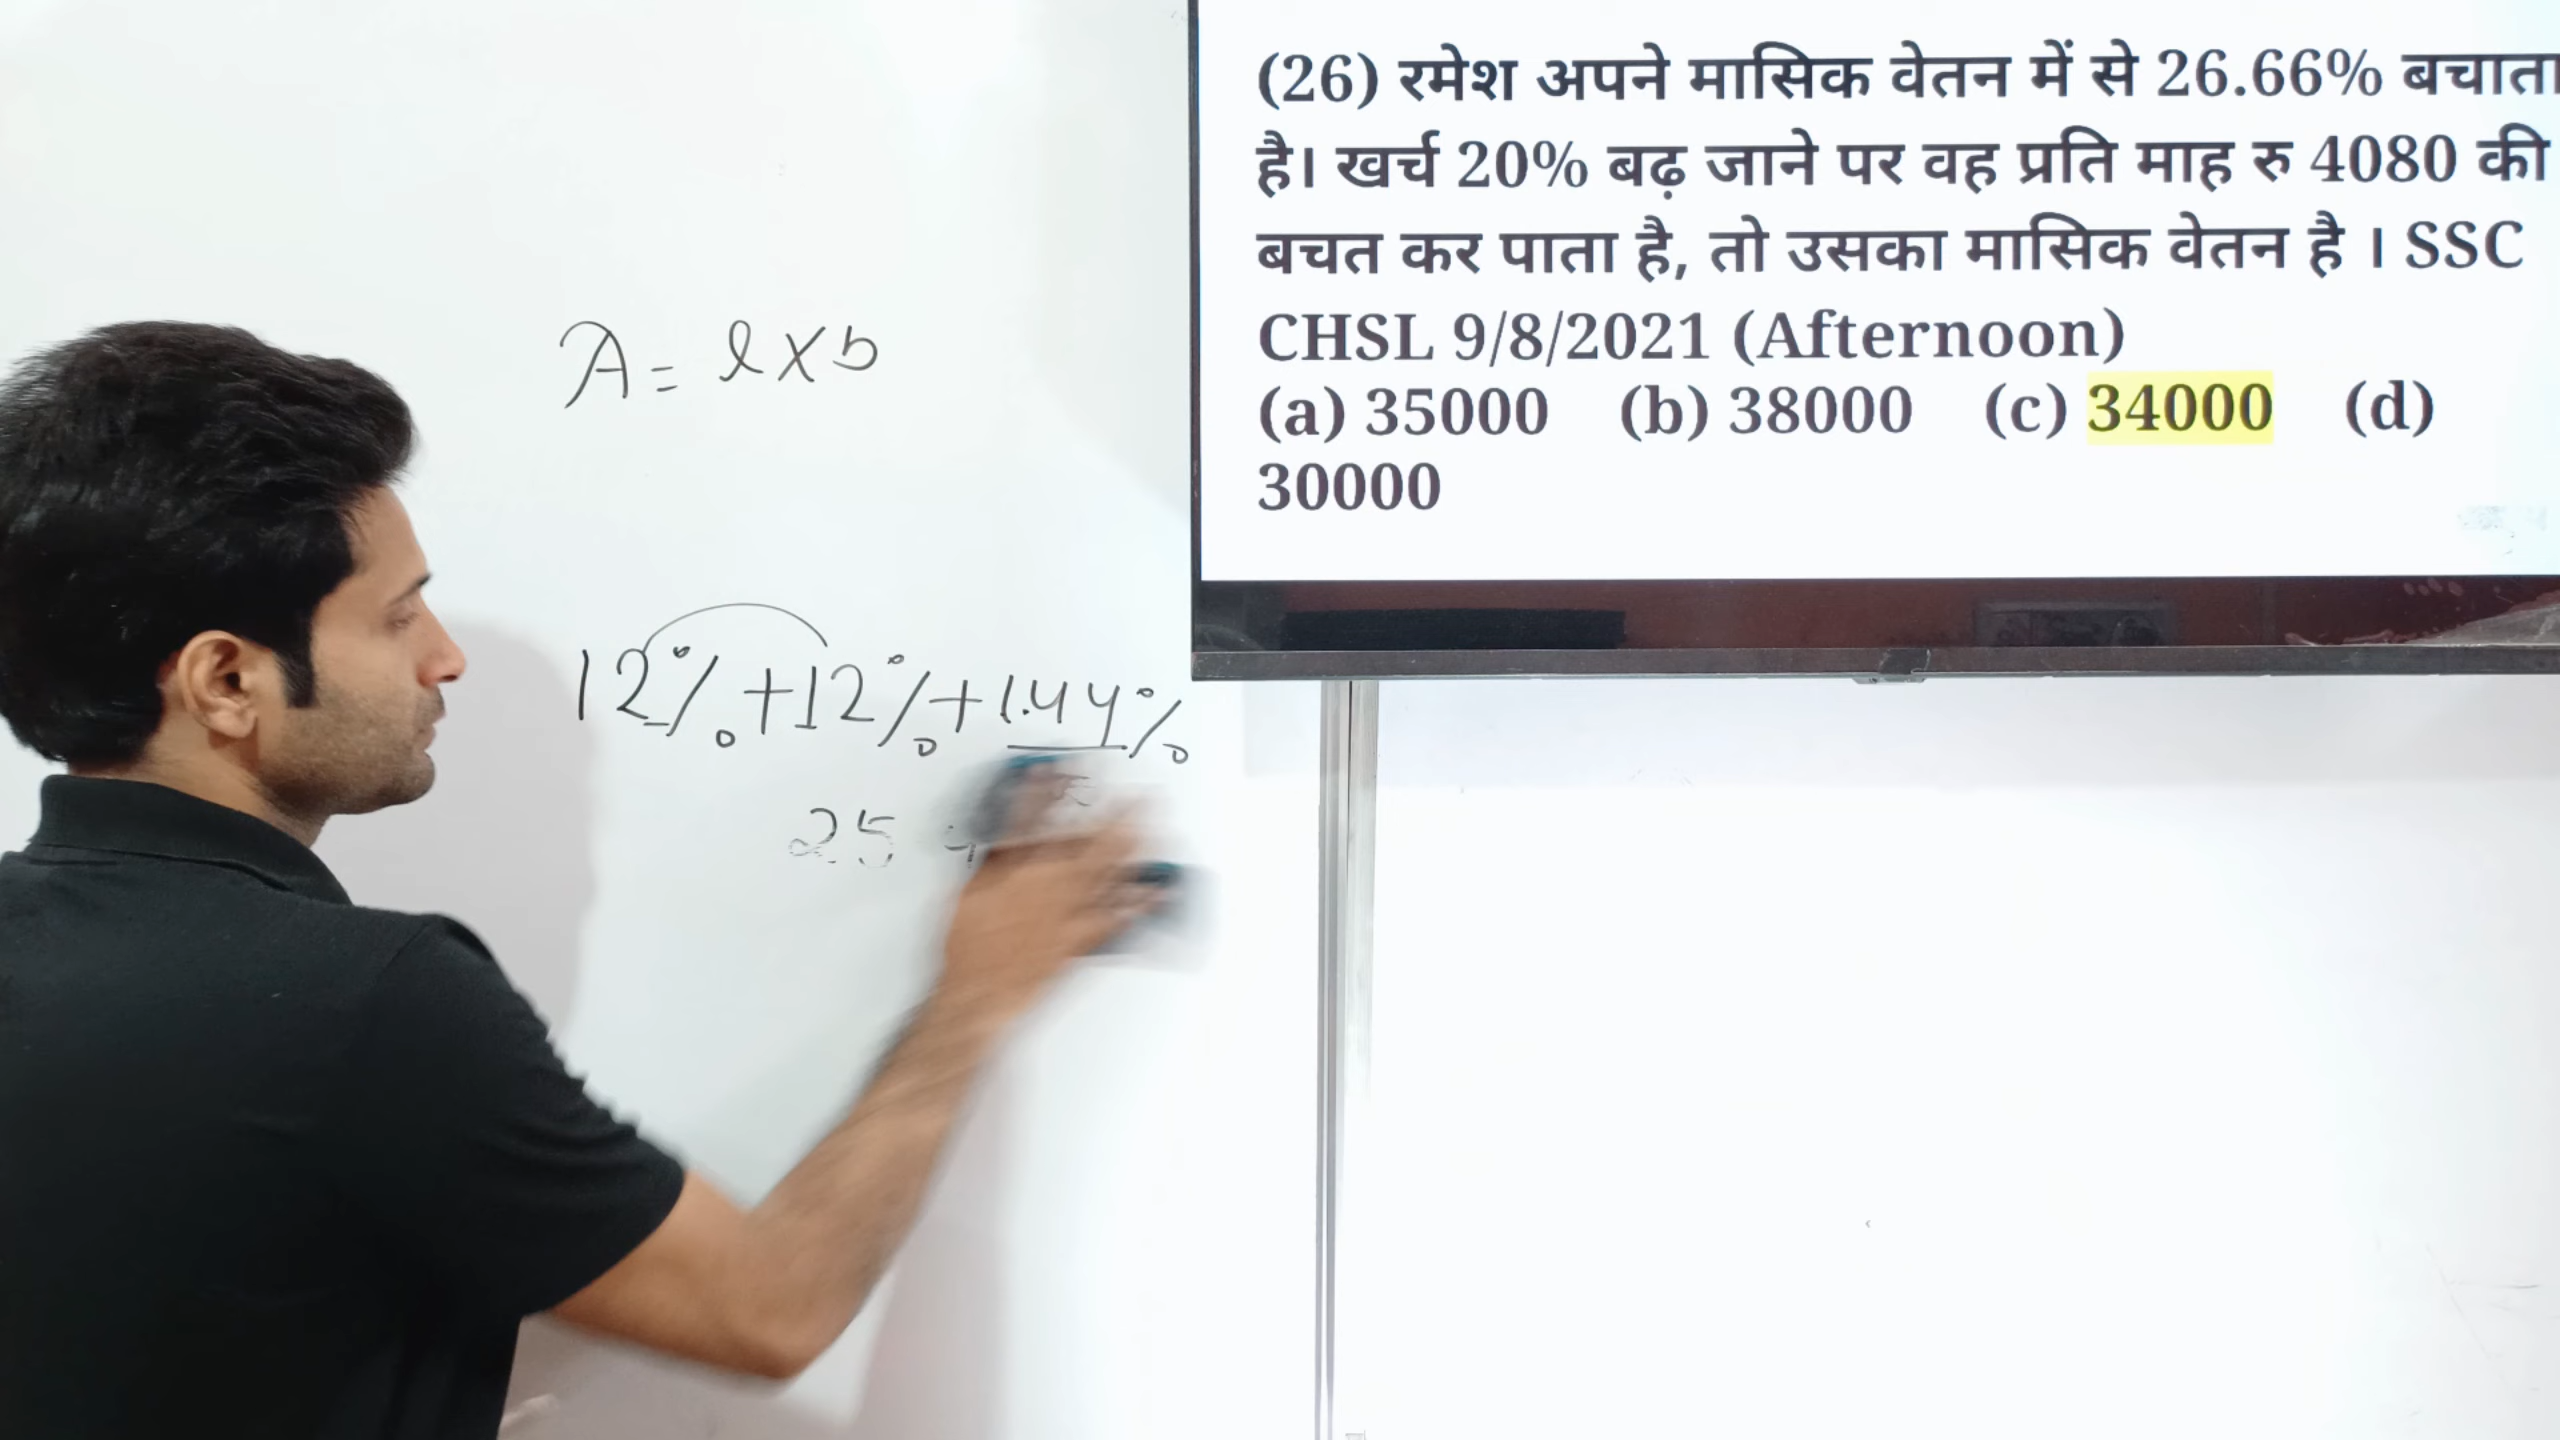 A = l x b
12% + 12% + 1.44%
25
(26) रमेश अपने मासिक वेतन में से 26.66% बचाता
है। खर्च 20% बढ़ जाने पर वह प्रति माह रु 4080 की
बचत कर पाता है, तो उसका मासिक वेतन है । SSC
CHSL 9/8/2021 (Afternoon)
(a) 35000 (b) 38000 (c) 34000 (d)
30000